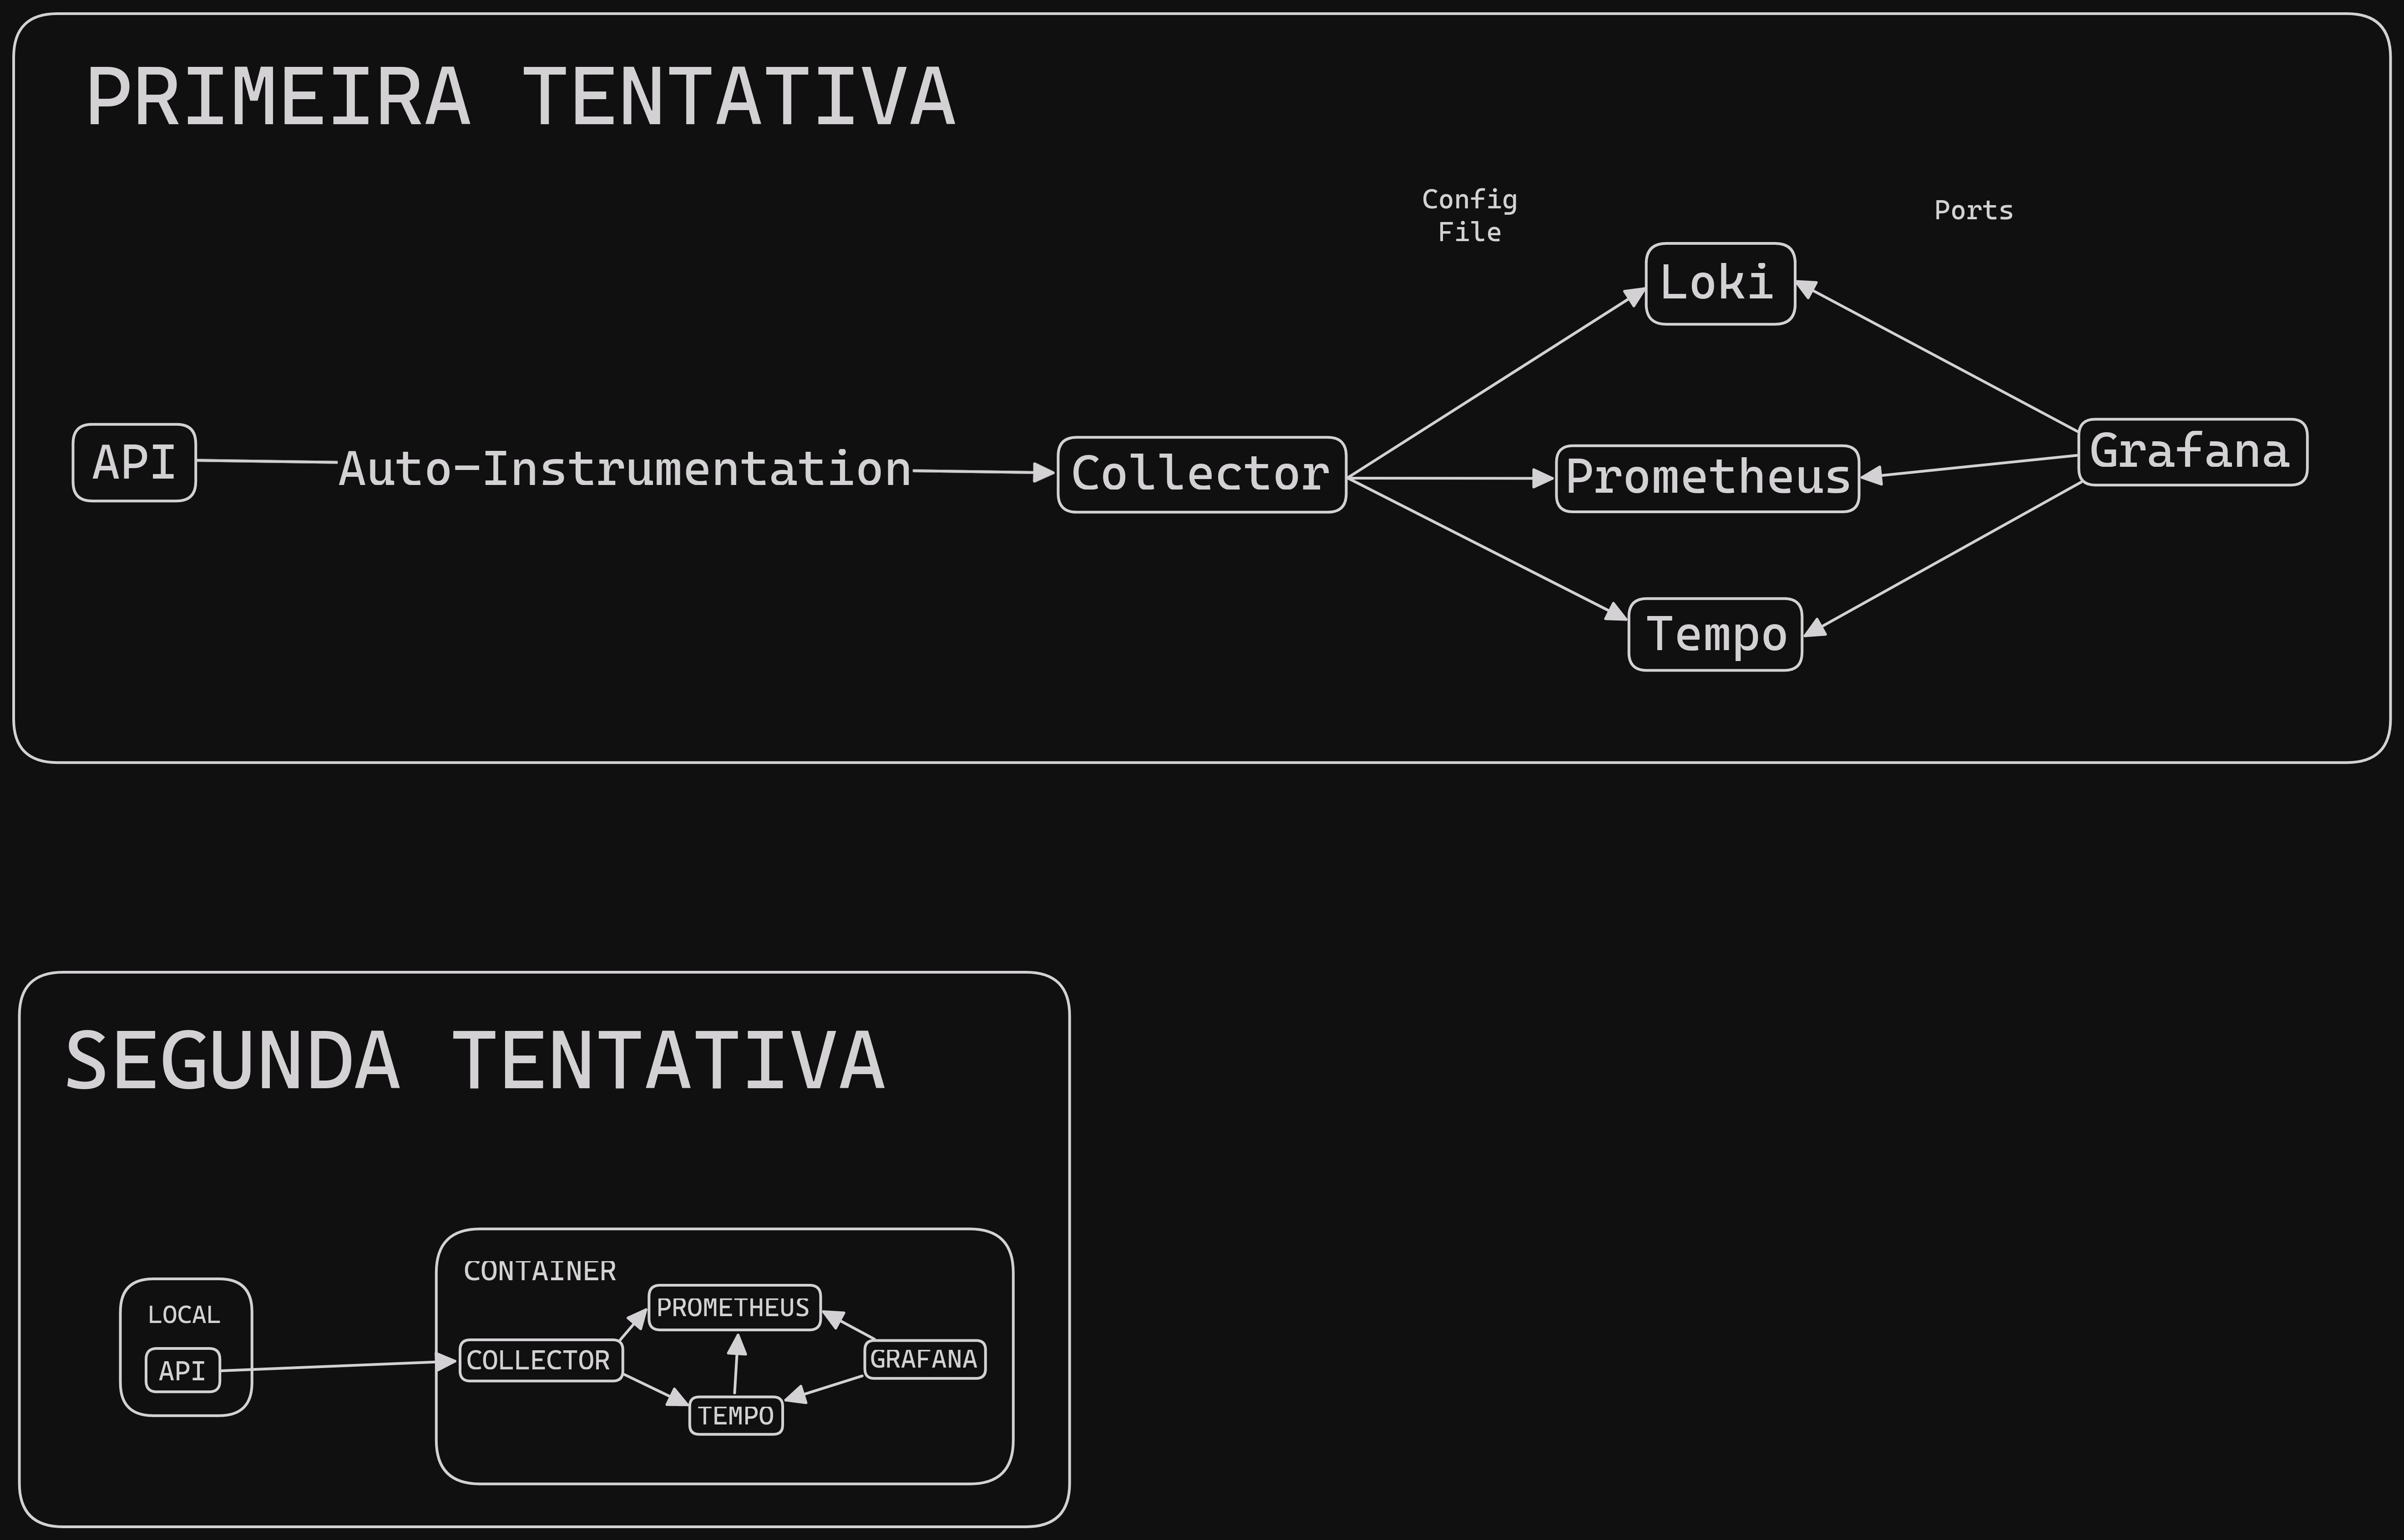 PRIMEIRA TENTATIVA
Config
File
Ports
Loki
API
Auto-Instrumentation
Collector
Prometheus
Grafana
Tempo
SEGUNDA TENTATIVA
CONTAINER
LOCAL
API
COLLECTOR
PROMETHEUS
GRAFANA
TEMPO